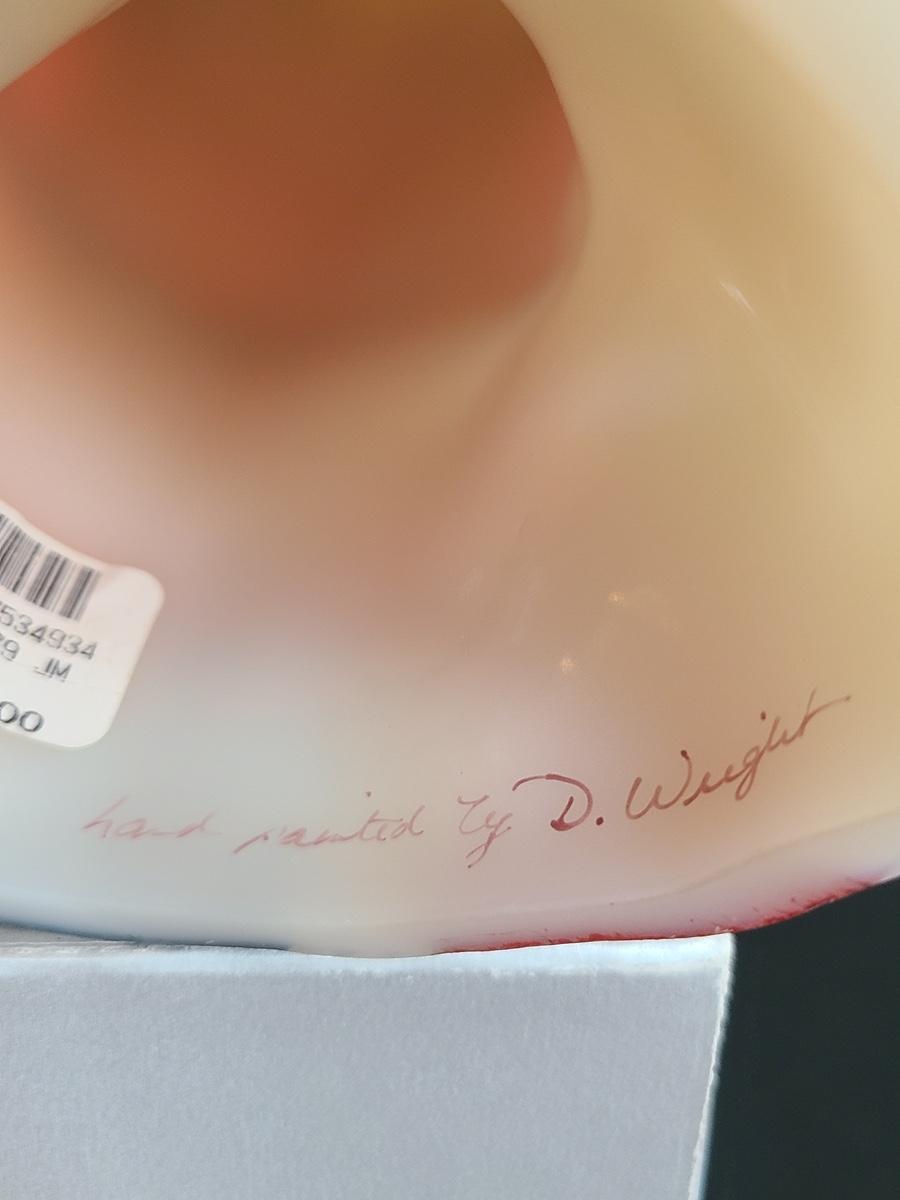 534934
9 JM
00
hand painted by D. Wright